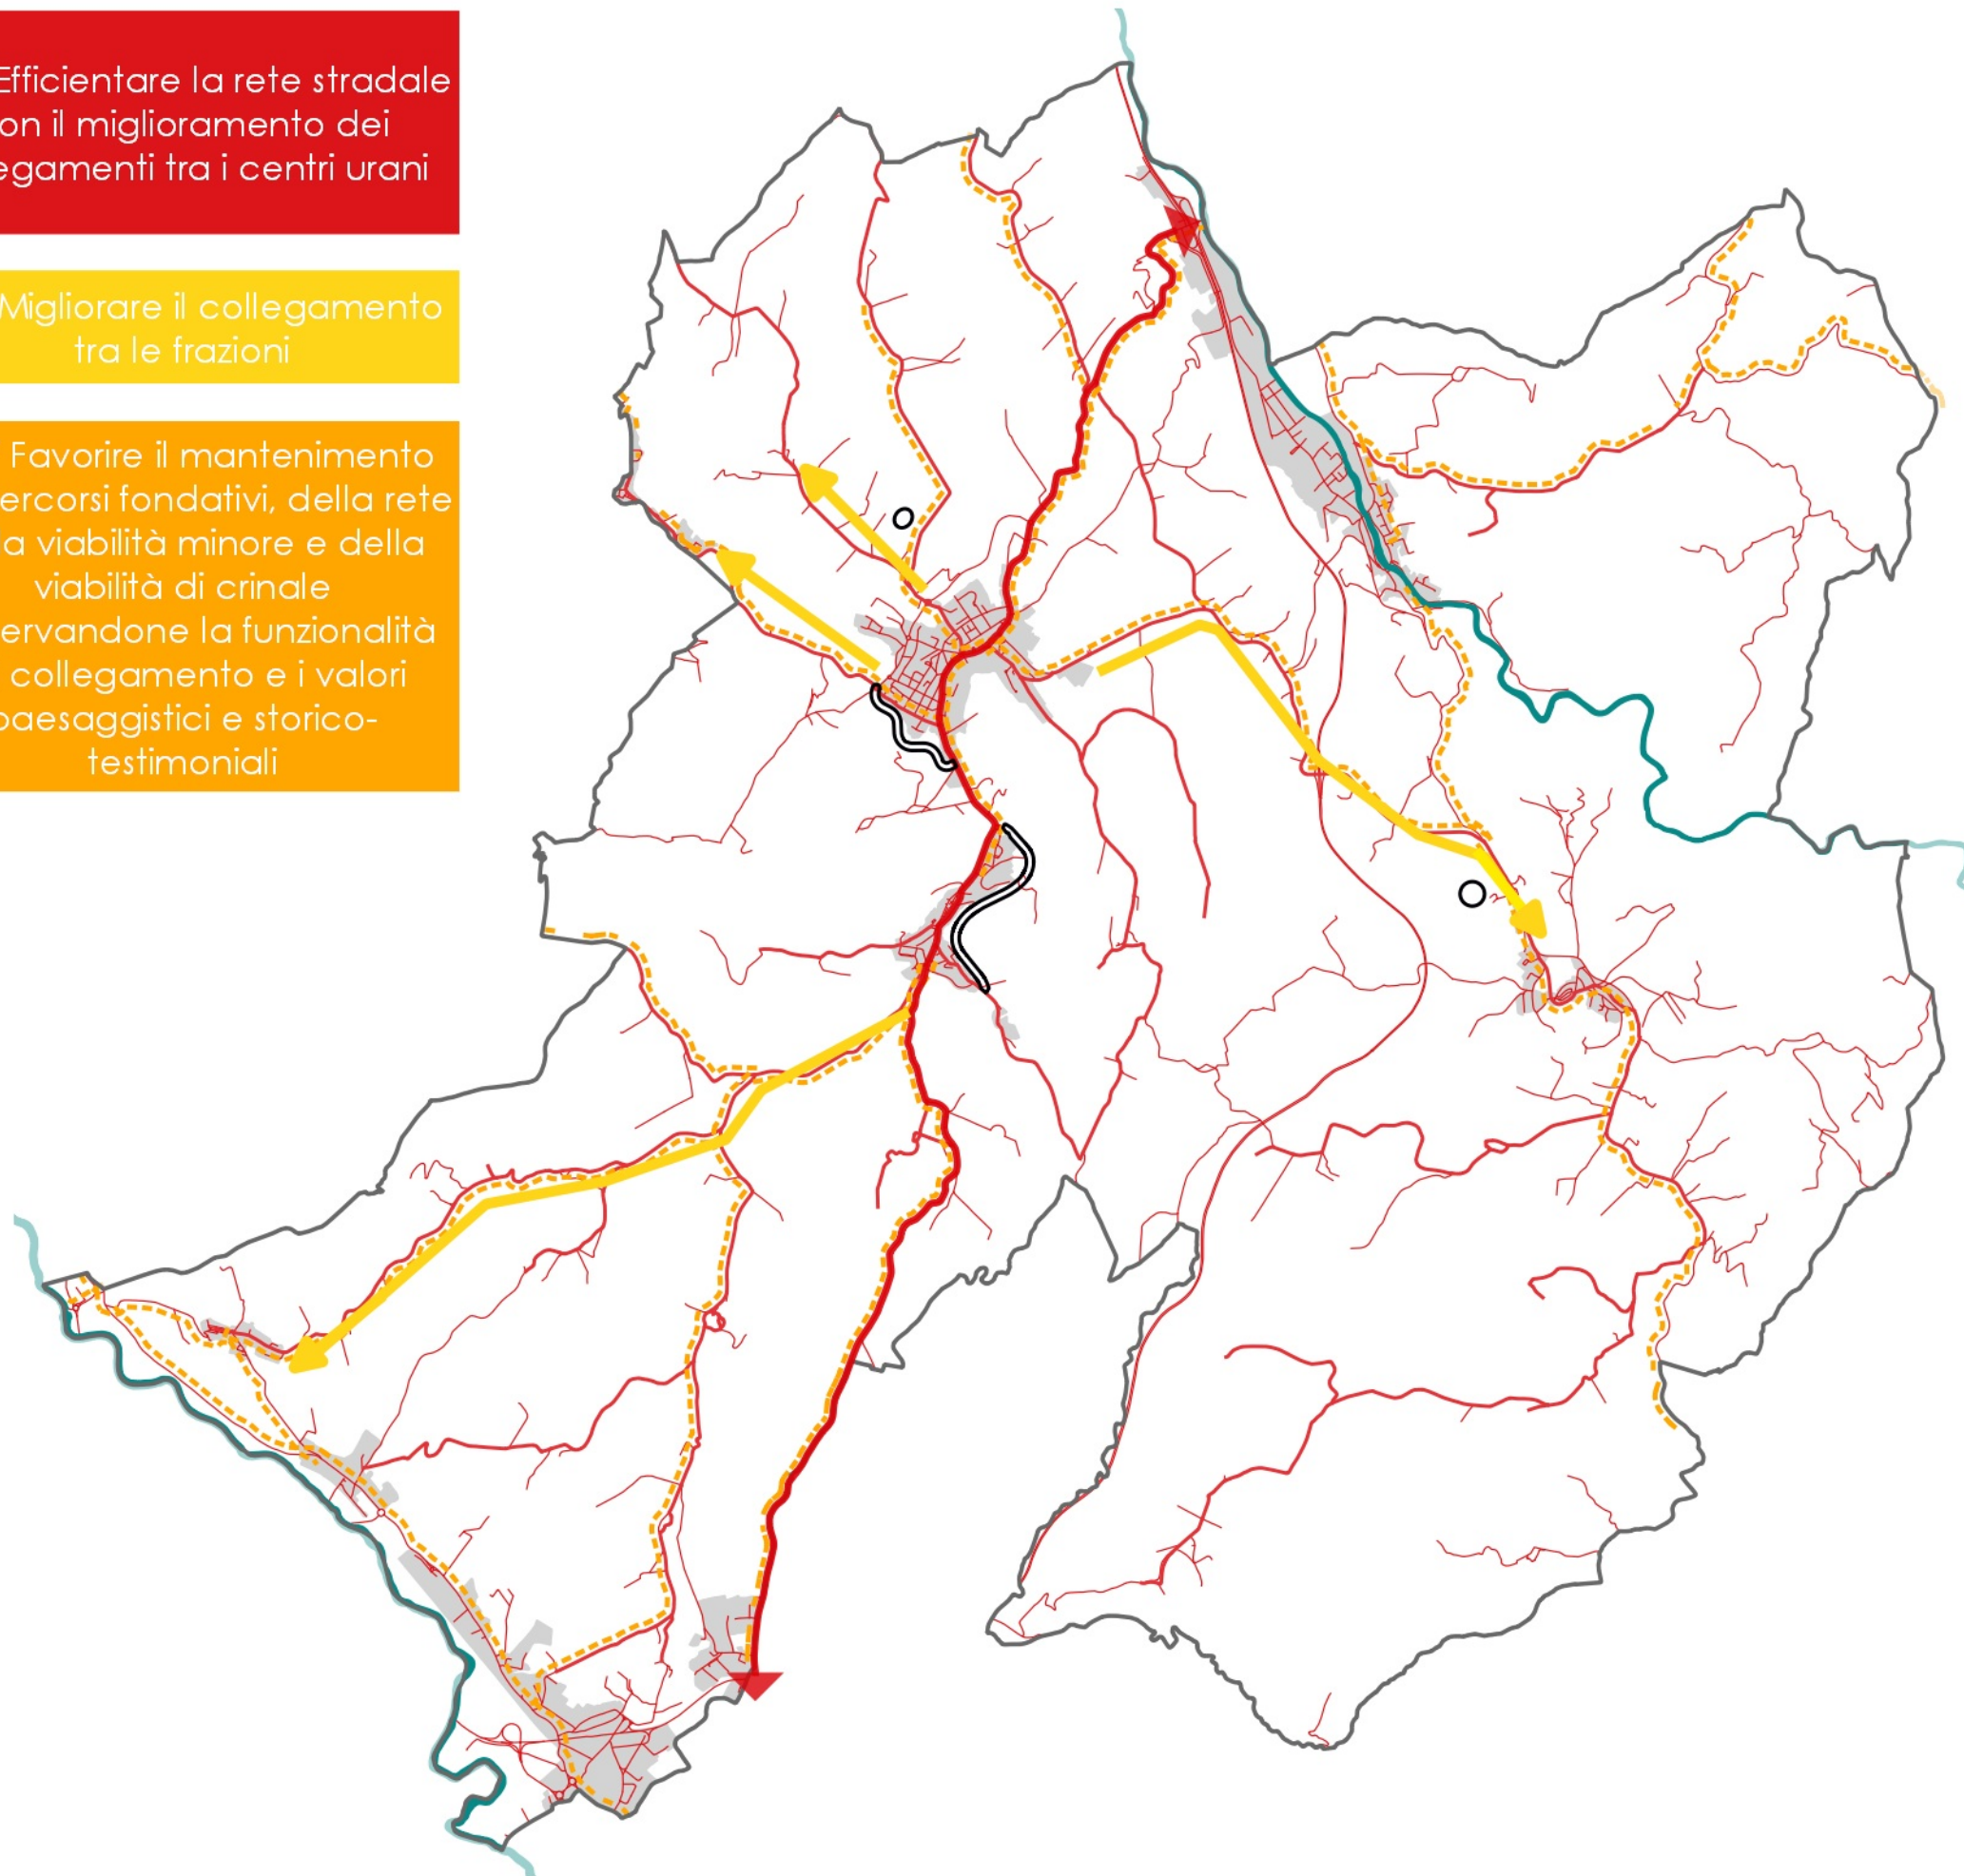 Efficientare la rete stradale
on il miglioramento dei
egamenti tra i centri urani
Migliorare il collegamento
tra le frazioni
Favorire il mantenimento
ercorsi fondativi, della rete
a viabilità minore e della
viabilità di crinale
ervandone la funzionalità
collegamento e i valori
paesaggistici e storico-
testimoniali